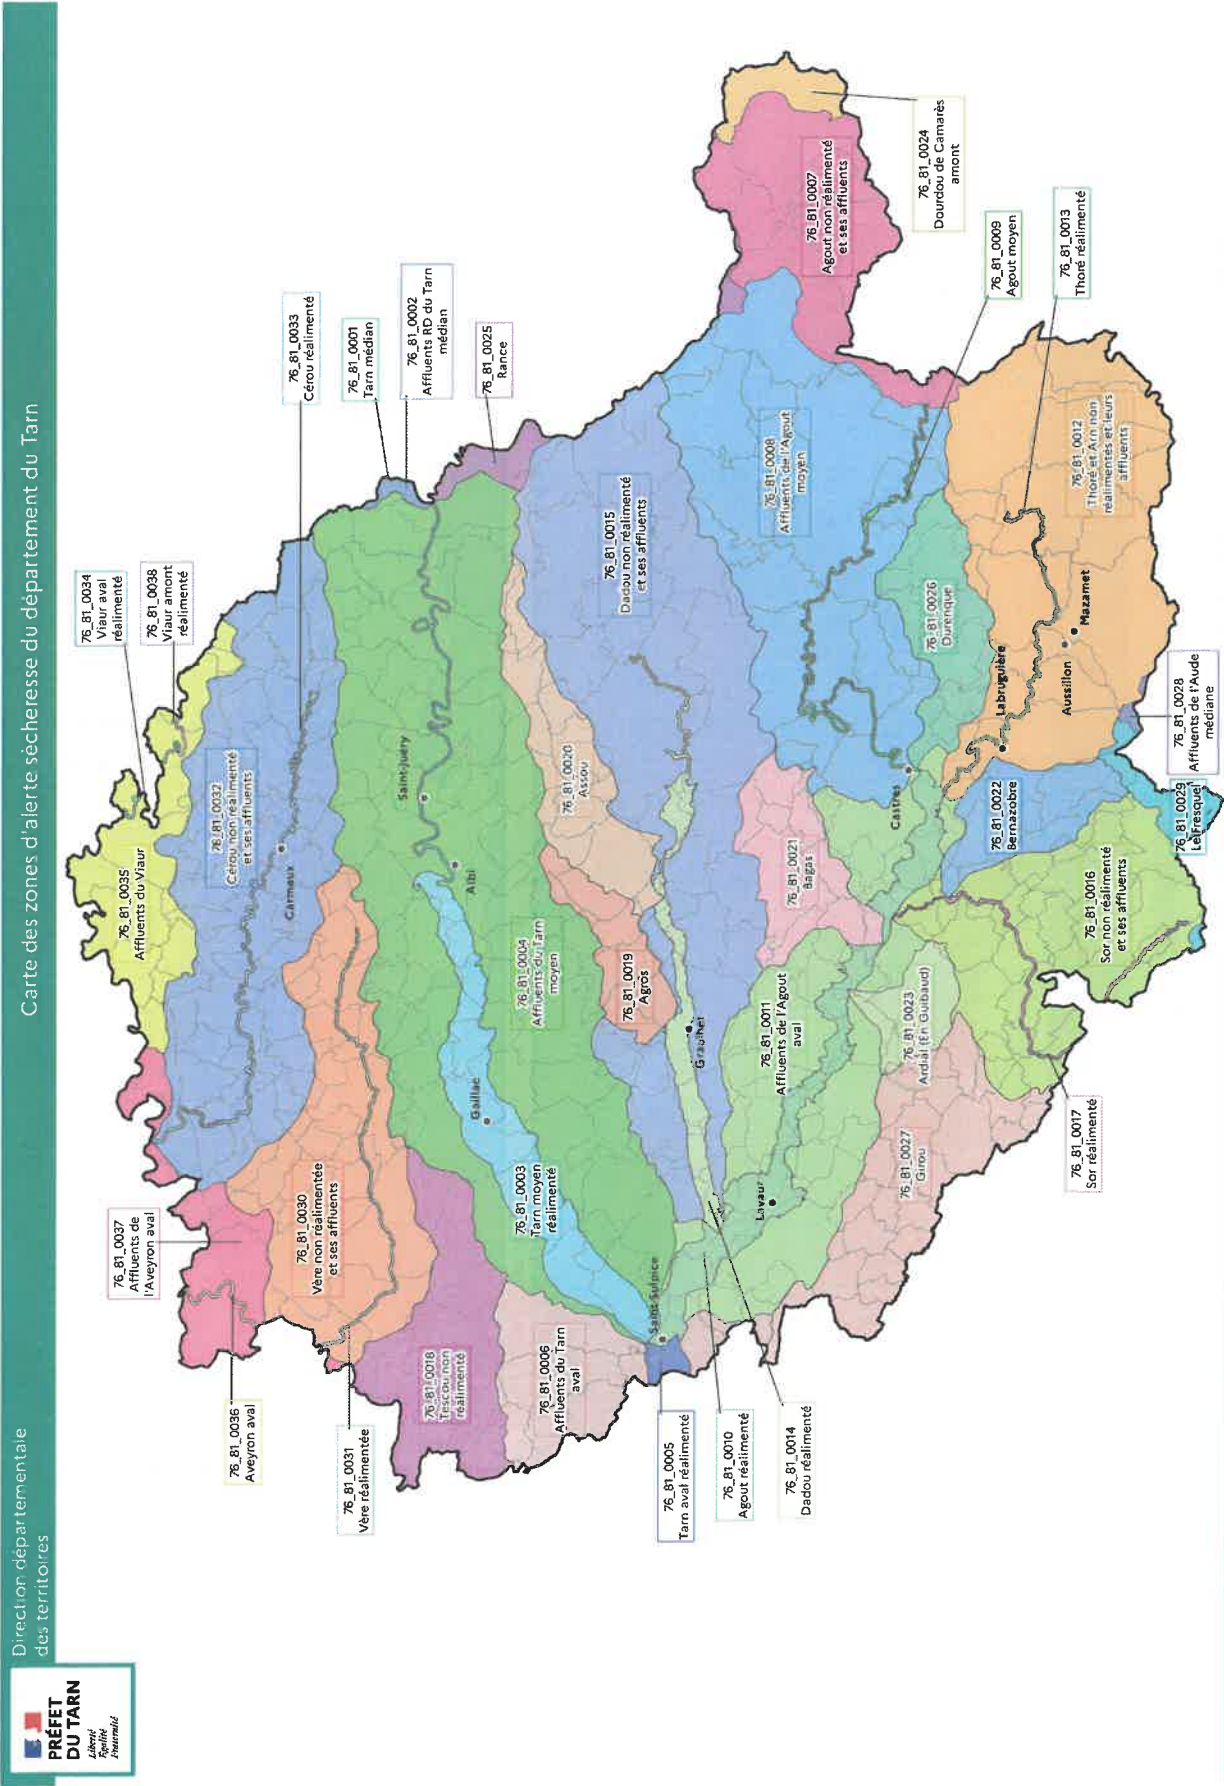 PRÉFET
DU TARN
Liberté
Égalité
Fraternité
Direction départementale
des territoires
Carte des zones d'alerte sècheresse du département du Tarn
76_81_0037
Affluents de
l'Aveyron aval
76_81_0034
Viaur aval
réalimenté
76_81_0038
Viaur amont
réalimenté
76_81_0035
Affluents du Viaur
76_81_0036
Aveyron aval
76_81_0032
Cérou non réalimenté
et ses affluents
76_81_0033
Cérou réalimenté
Carmaux
76_81_0030
Vère non réalimentée
et ses affluents
76_81_0031
Vère réalimentée
76_81_0001
Tarn médian
76_81_0002
Affluents RD du Tarn
médian
76_81_0025
Rance
Saint-Juéry
Albi
76_81_0018
Tescou non
réalimenté
Gaillac
76_81_0003
Tarn moyen
réalimenté
76_81_0004
Affluents du Tarn
moyen
76_81_0006
Affluents du Tarn
aval
76_81_0020
Assou
76_81_0015
Dadou non réalimenté
et ses affluents
76_81_0019
Agros
Saint-Sulpice
76_81_0005
Tarn aval réalimenté
Graulhet
76_81_0010
Agout réalimenté
76_81_0014
Dadou réalimenté
Lavaur
76_81_0011
Affluents de l'Agout
aval
76_81_0021
Bagas
76_81_0008
Affluents de l'Agout
moyen
76_81_0007
Agout non réalimenté
et ses affluents
76_81_0024
Dourdou de Camarès
amont
76_81_0009
Agout moyen
76_81_0013
Thoré réalimenté
Castres
76_81_0023
Ardial (En Guibaud)
76_81_0027
Girou
76_81_0026
Durenque
Labruguière
76_81_0022
Bernazobre
Aussillon
Mazamet
76_81_0012
Thoré et Arn non
réalimentés et leurs
affluents
76_81_0017
Sor réalimenté
76_81_0016
Sor non réalimenté
et ses affluents
76_81_0029
Le Fresquel
76_81_0028
Affluents de l'Aude
médiane